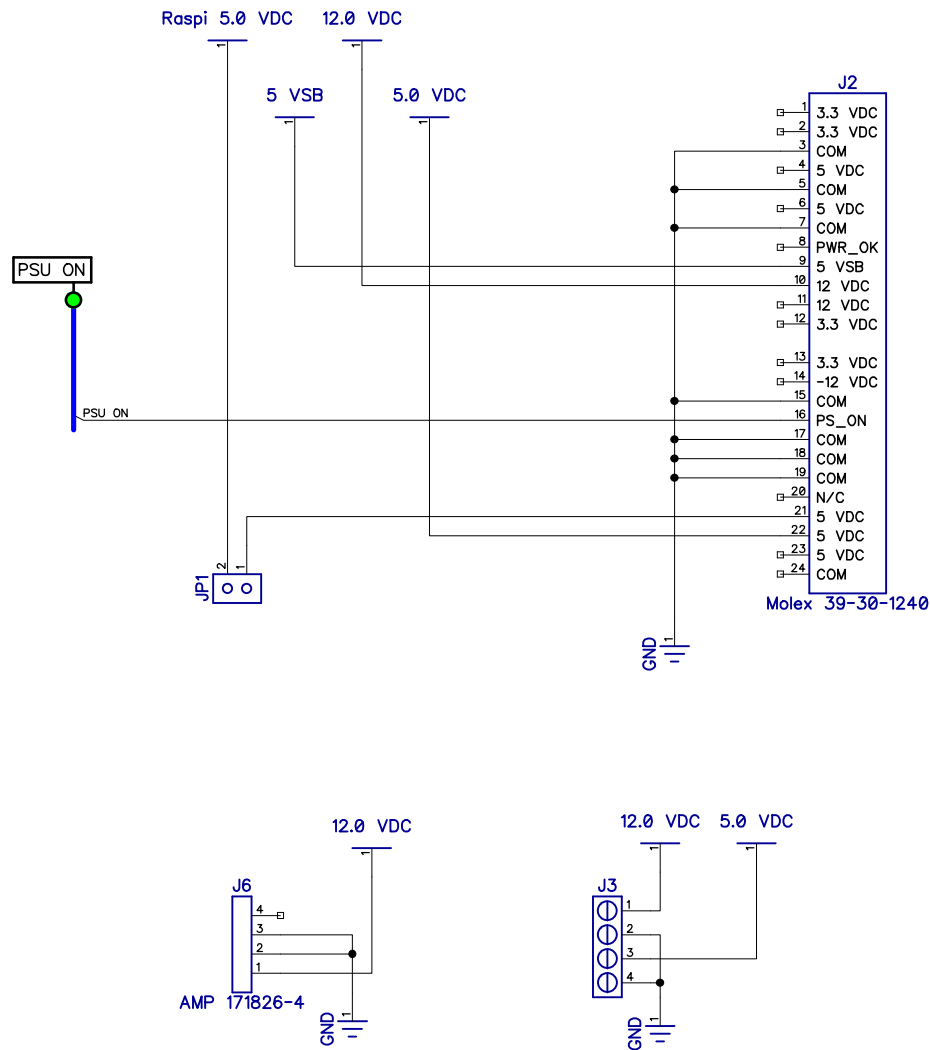 Raspi 5.0 VDC 12.0 VDC
1 1
5 VSB 5.0 VDC
1 1
J2
1 3.3 VDC
2 3.3 VDC
3 COM
4 5 VDC
5 COM
6 5 VDC
7 COM
8 PWR_OK
9 5 VSB
10 12 VDC
11 12 VDC
12 3.3 VDC
13 3.3 VDC
14 -12 VDC
15 COM
16 PS_ON
17 COM
18 COM
19 COM
20 N/C
21 5 VDC
22 5 VDC
23 5 VDC
24 COM
Molex 39-30-1240
PSU ON
PSU ON
2 1
JP1
1
GND
12.0 VDC
1
J6
4
3
2
1
AMP 171826-4
1
GND
12.0 VDC 5.0 VDC
1 1
J3
1
2
3
4
1
GND